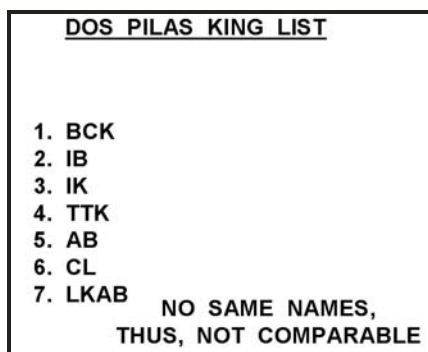 DOS PILAS KING LIST
1. BCK
2. IB
3. IK
4. TTK
5. AB
6. CL
7. LKAB
NO SAME NAMES,
THUS, NOT COMPARABLE